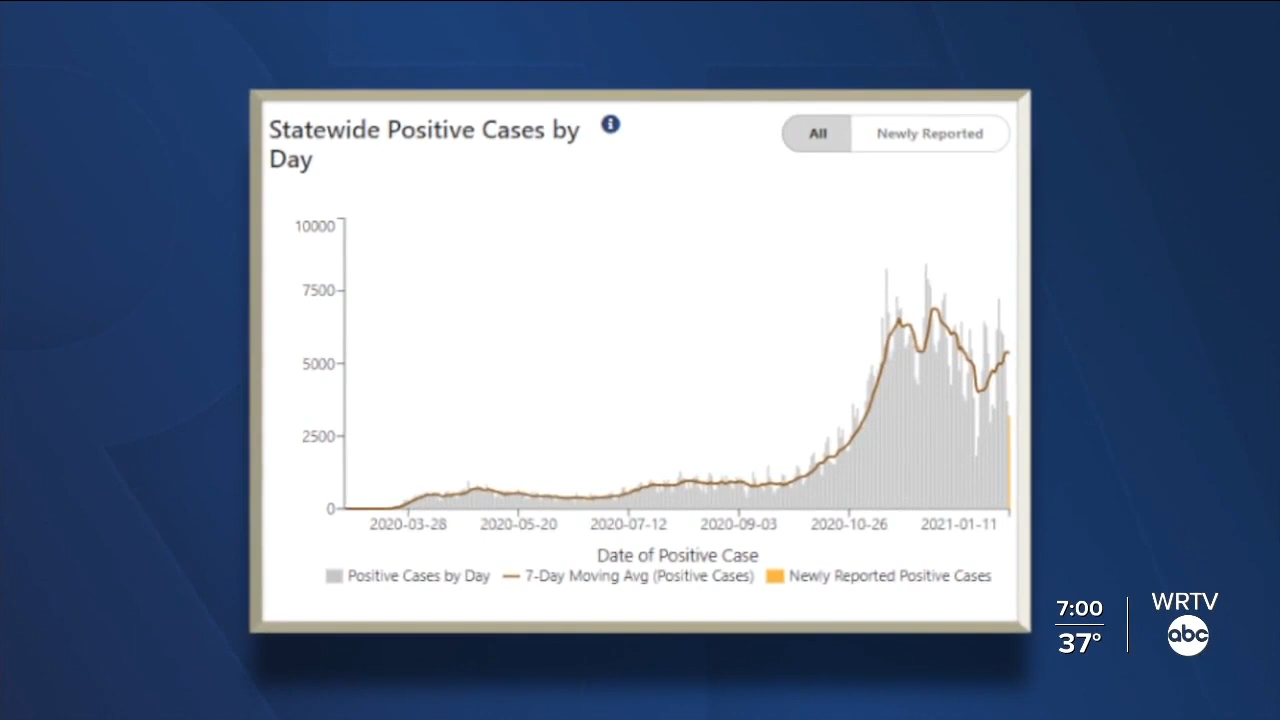 Statewide Positive Cases by
Day
All
Newly Reported
10000
7500
5000
2500
0
2020-03-28 2020-05-20 2020-07-12 2020-09-03 2020-10-26 2021-01-11
Date of Positive Case
Positive Cases by Day 7-Day Moving Avg (Positive Cases) Newly Reported Positive Cases
7:00
37°
WRTV
abc